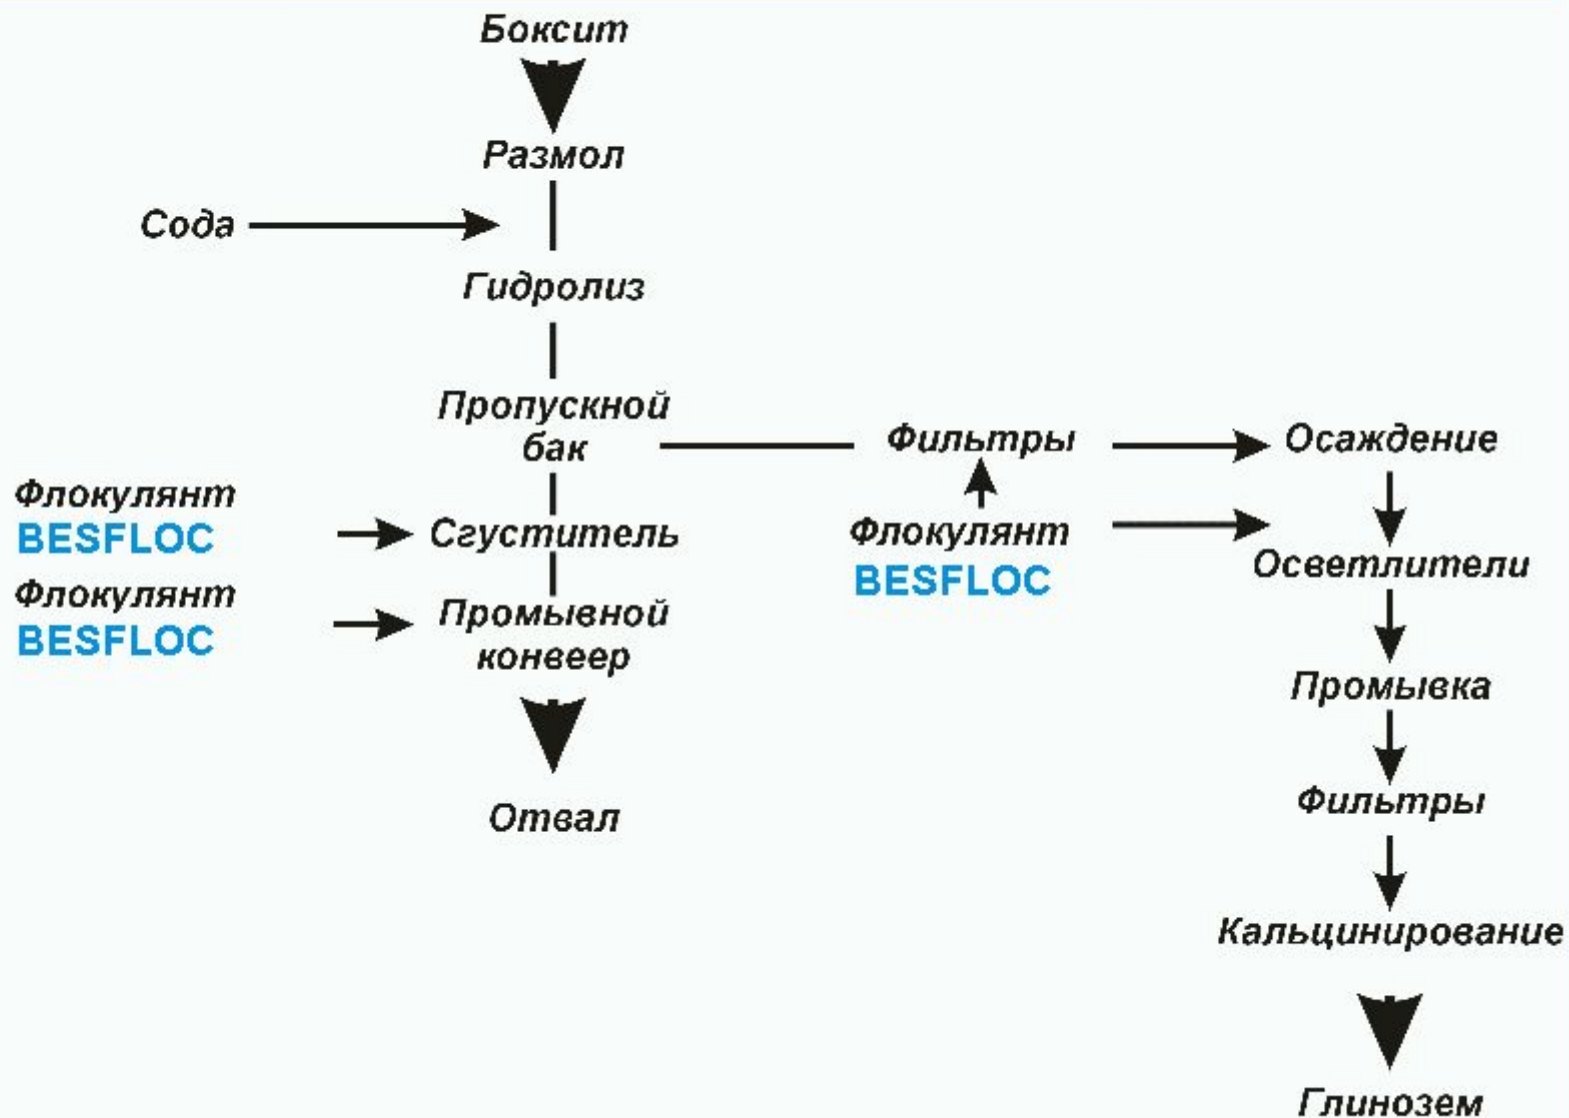 Боксит
Размол
Сода
Гидролиз
Пропускной
бак
Фильтры
Осаждение
Флокулянт
BESFLOC
Сгуститель
Флокулянт
BESFLOC
Осветлители
Флокулянт
BESFLOC
Промывной
конвеер
Промывка
Отвал
Фильтры
Кальцинирование
Глинозем